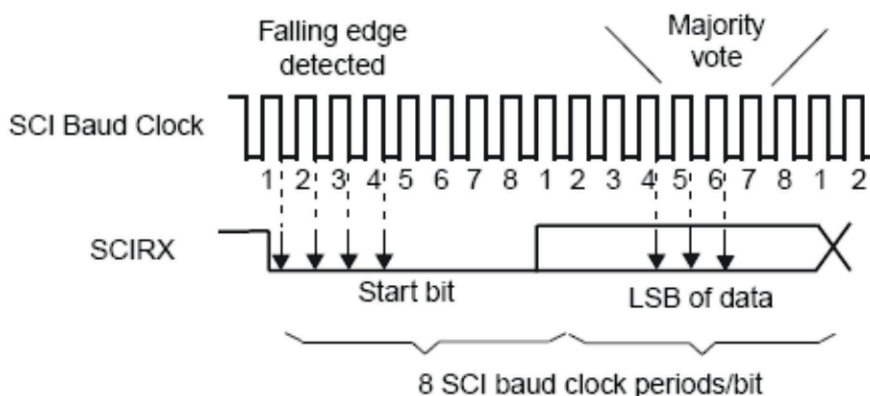 Falling edge
detected
Majority
vote
SCI Baud Clock
1 2 3 4 5 6 7 8 1 2 3 4 5 6 7 8 1 2
SCIRX
Start bit
LSB of data
8 SCI baud clock periods/bit